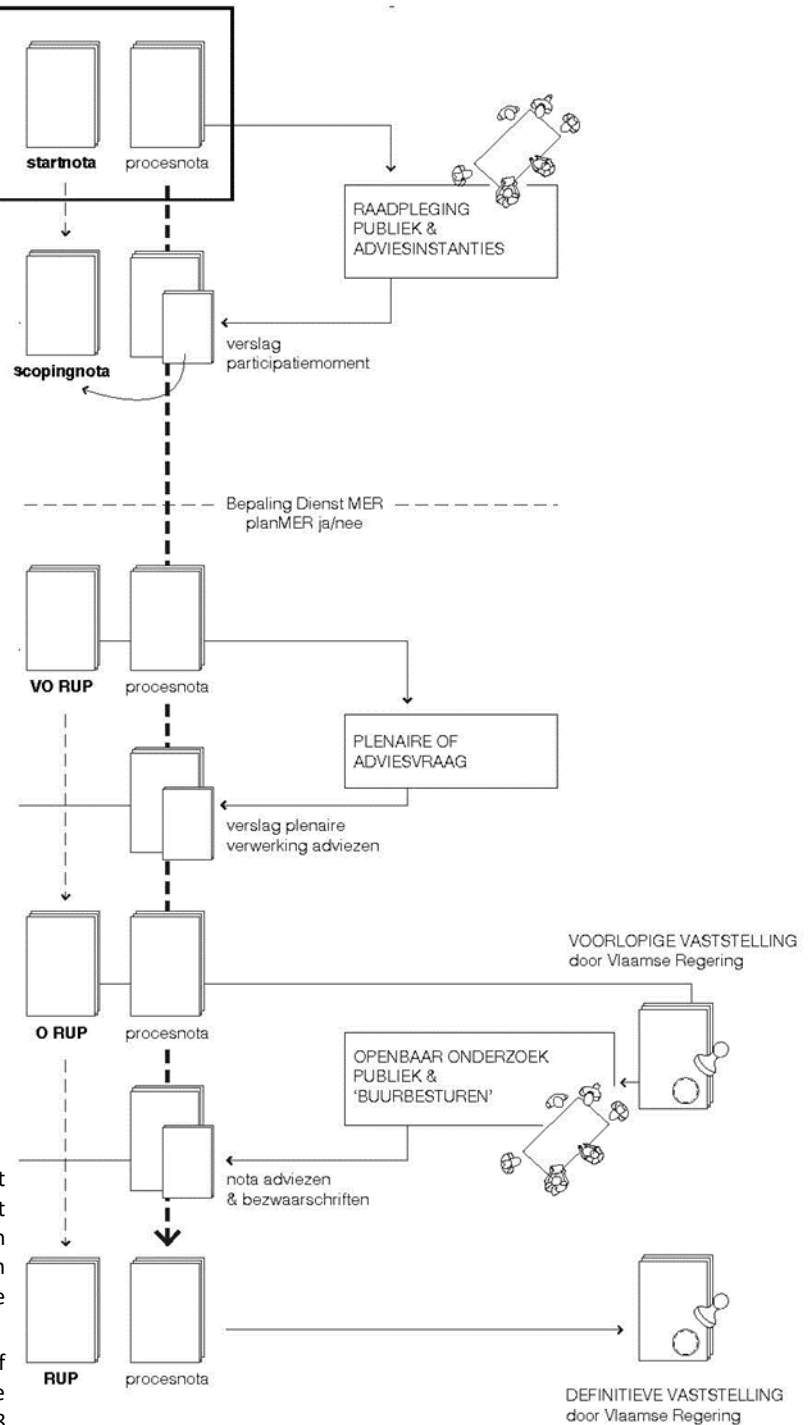 startnota
procesnota
RAADPLEGING
PUBLIEK &
ADVIESINSTANTIES
scopingnota
verslag
participatiemoment
Bepaling Dienst MER
planMER ja/nee
VO RUP
procesnota
PLENAIRE OF
ADVIESVRAAG
verslag plenaire
verwerking adviezen
VOORLOPIGE VASTSTELLING
door Vlaamse Regering
O RUP
procesnota
OPENBAAR ONDERZOEK
PUBLIEK &
'BUURBESTUREN'
nota adviezen
& bezwaarschriften
RUP
procesnota
DEFINITIEVE VASTSTELLING
door Vlaamse Regering